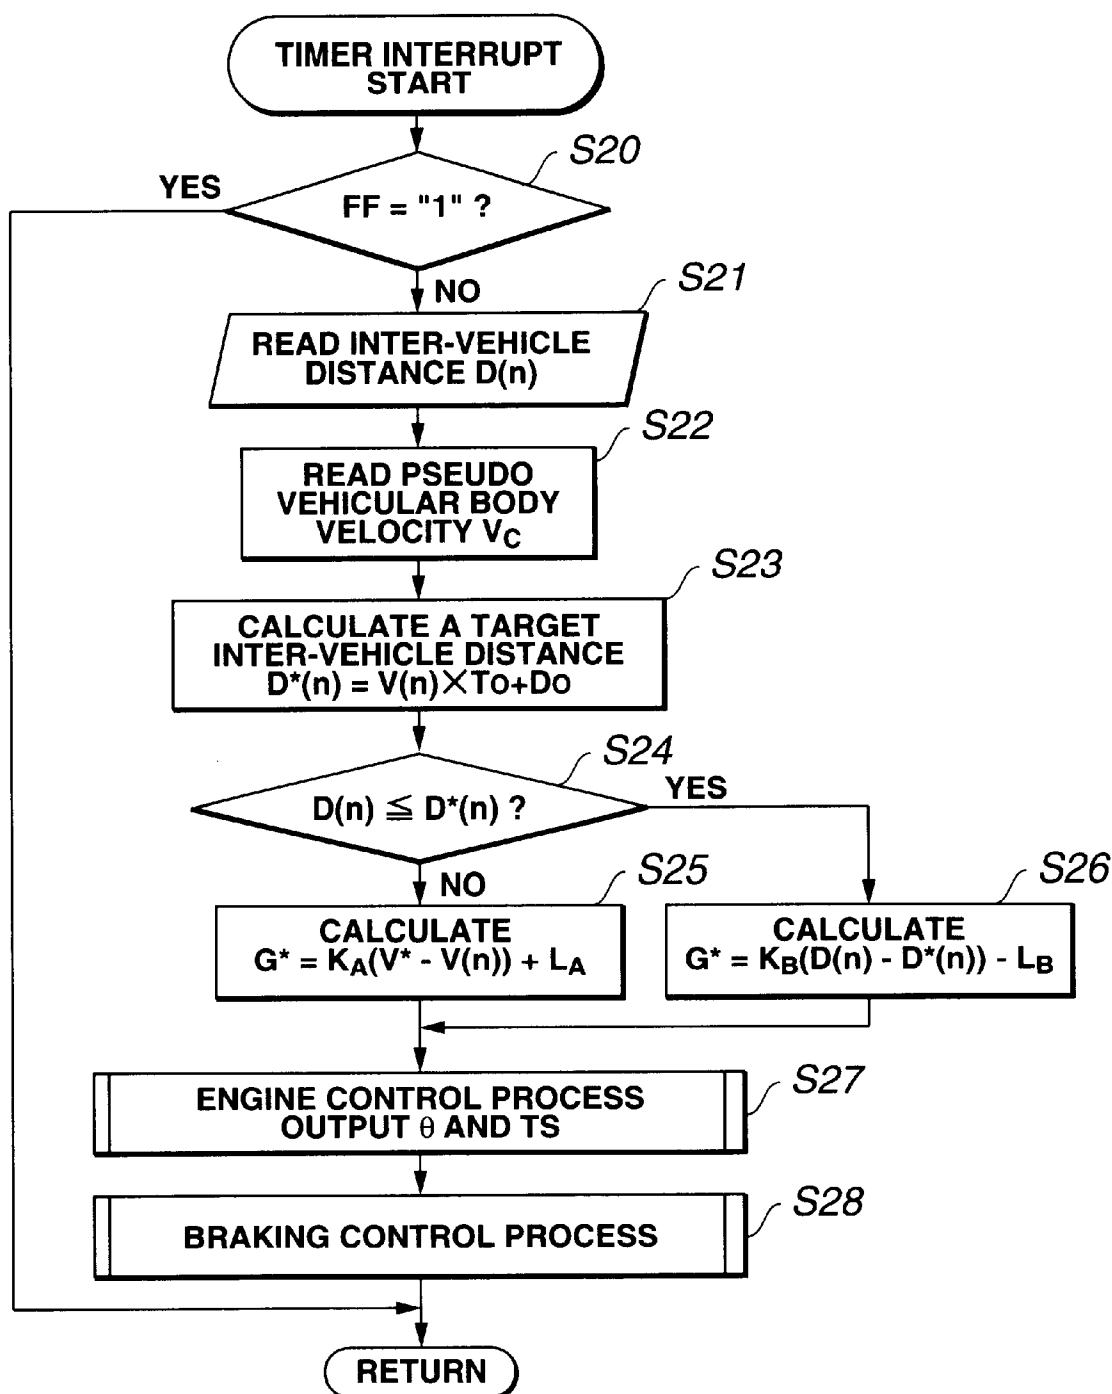 TIMER INTERRUPT
START
S20
YES
FF = "1" ?
NO
S21
READ INTER-VEHICLE
DISTANCE D(n)
S22
READ PSEUDO
VEHICULAR BODY
VELOCITY VC
S23
CALCULATE A TARGET
INTER-VEHICLE DISTANCE
D*(n) = V(n)×To+Do
S24
D(n) ≦ D*(n) ?
YES
NO
S25
CALCULATE
G* = KA(V* - V(n)) + LA
S26
CALCULATE
G* = KB(D(n) - D*(n)) - LB
S27
ENGINE CONTROL PROCESS
OUTPUT θ AND TS
S28
BRAKING CONTROL PROCESS
RETURN